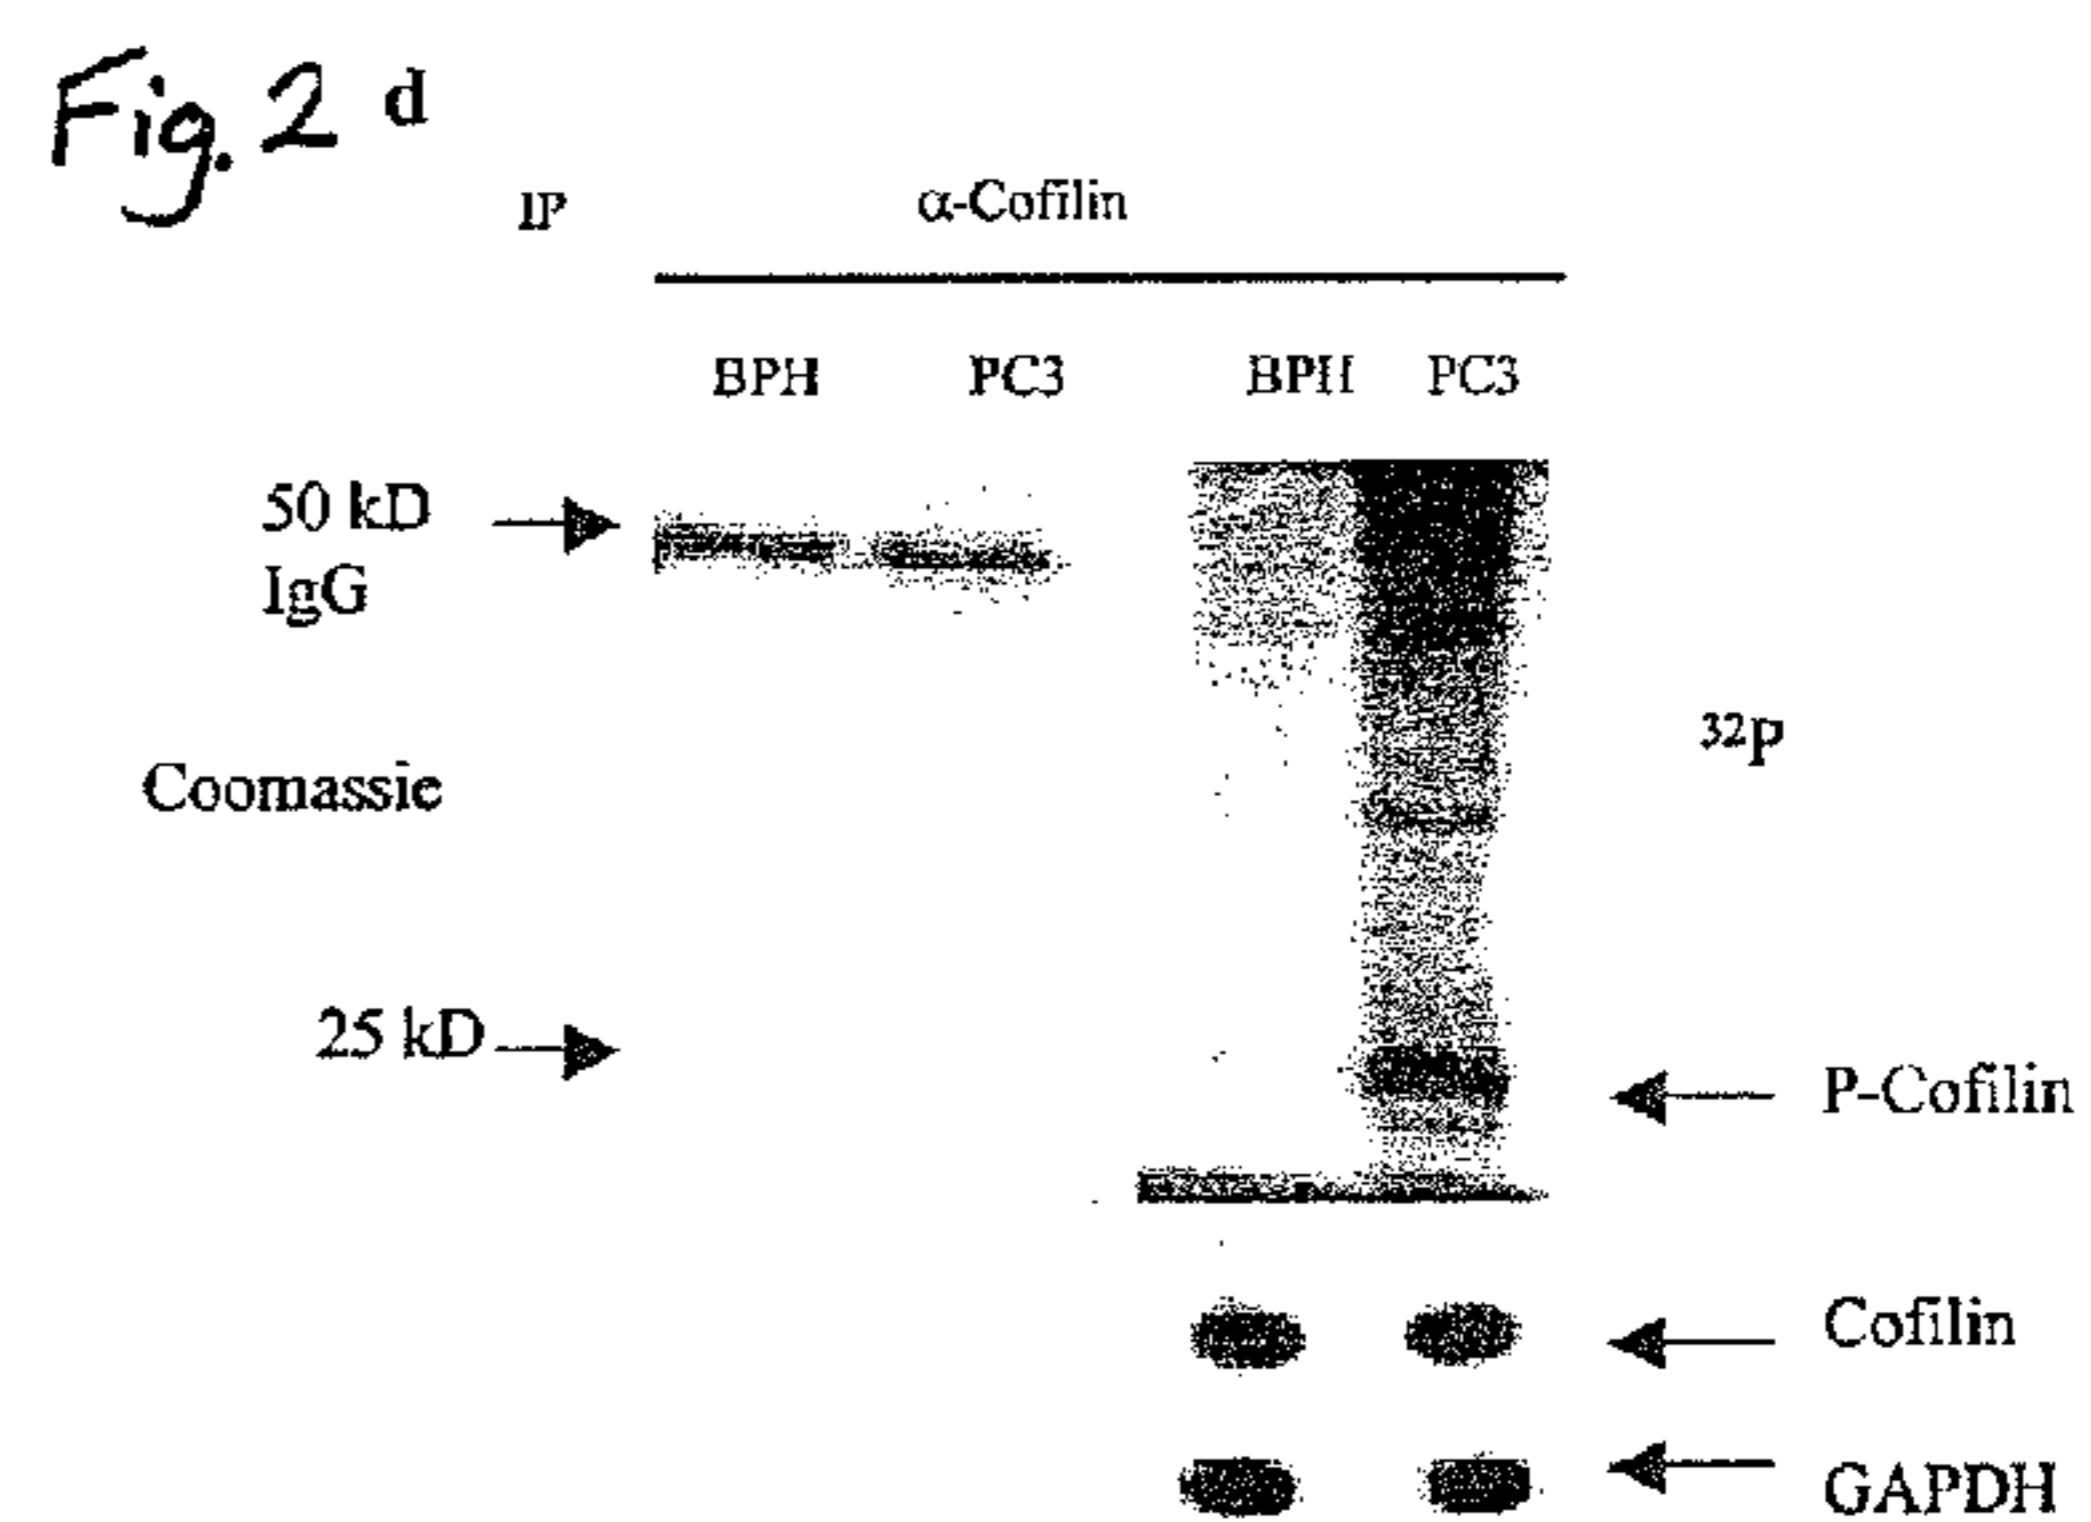 Fig. 2 d
IP α-Cofilin
BPH PC3 BPH PC3
50 kD
IgG
³²P
Coomassie
25 kD
P-Cofilin
Cofilin
GAPDH